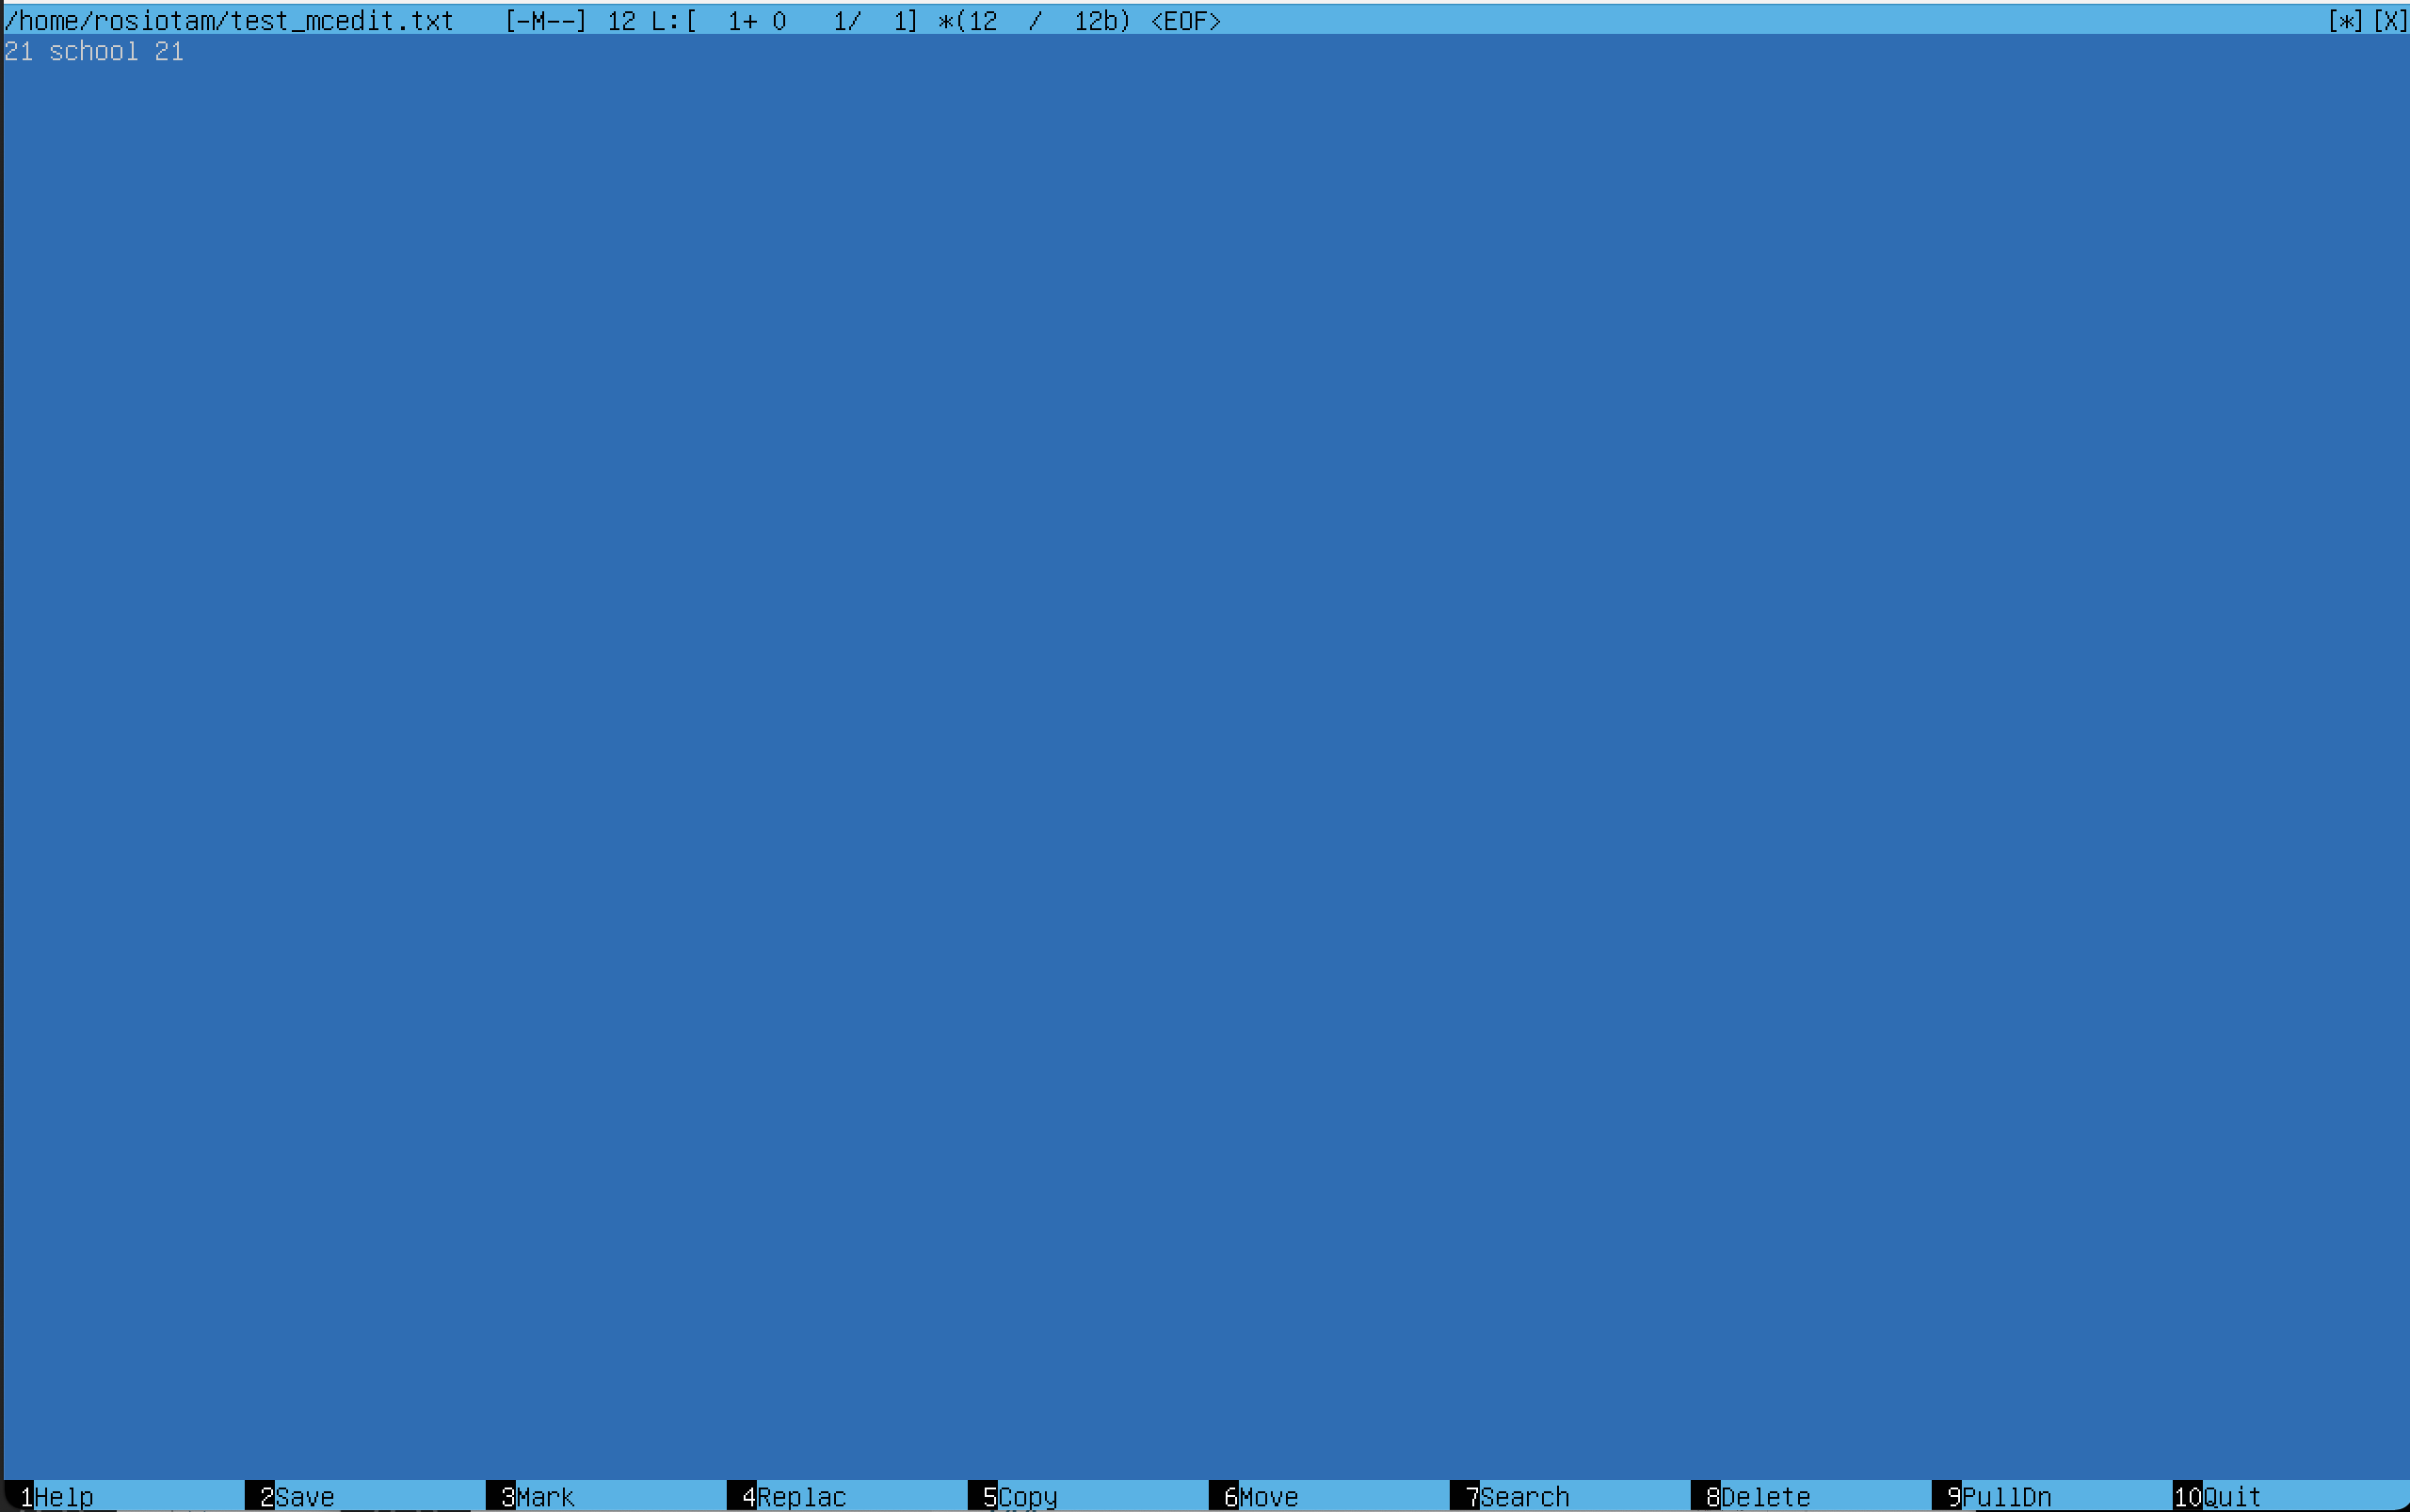 /home/rosiotam/test_mcedit.txt   [-M--] 12 L:[  1+ 0   1/  1] *(12  /  12b) <EOF>   [*][X]
21 school 21
1Help 2Save 3Mark 4Replac 5Copy 6Move 7Search 8Delete 9PullDn 10Quit